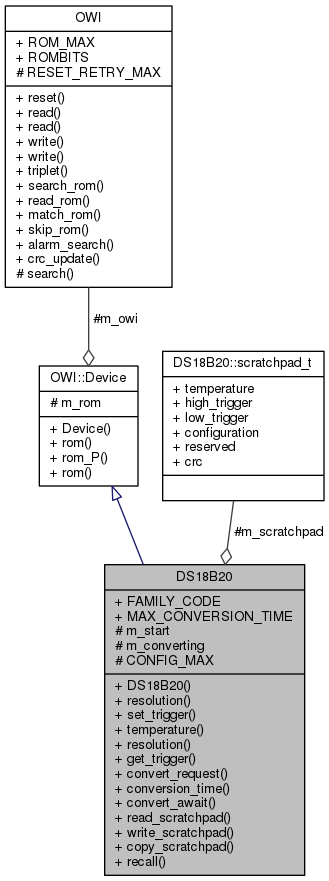 OWI
+ ROM_MAX
+ ROMBITS
# RESET_RETRY_MAX
+ reset()
+ read()
+ read()
+ write()
+ write()
+ triplet()
+ search_rom()
+ read_rom()
+ match_rom()
+ skip_rom()
+ alarm_search()
+ crc_update()
# search()
#m_owi
OWI::Device
# m_rom
+ Device()
+ rom()
+ rom_P()
+ rom()
DS18B20::scratchpad_t
+ temperature
+ high_trigger
+ low_trigger
+ configuration
+ reserved
+ crc
#m_scratchpad
DS18B20
+ FAMILY_CODE
+ MAX_CONVERSION_TIME
# m_start
# m_converting
# CONFIG_MAX
+ DS18B20()
+ resolution()
+ set_trigger()
+ temperature()
+ resolution()
+ get_trigger()
+ convert_request()
+ conversion_time()
+ convert_await()
+ read_scratchpad()
+ write_scratchpad()
+ copy_scratchpad()
+ recall()